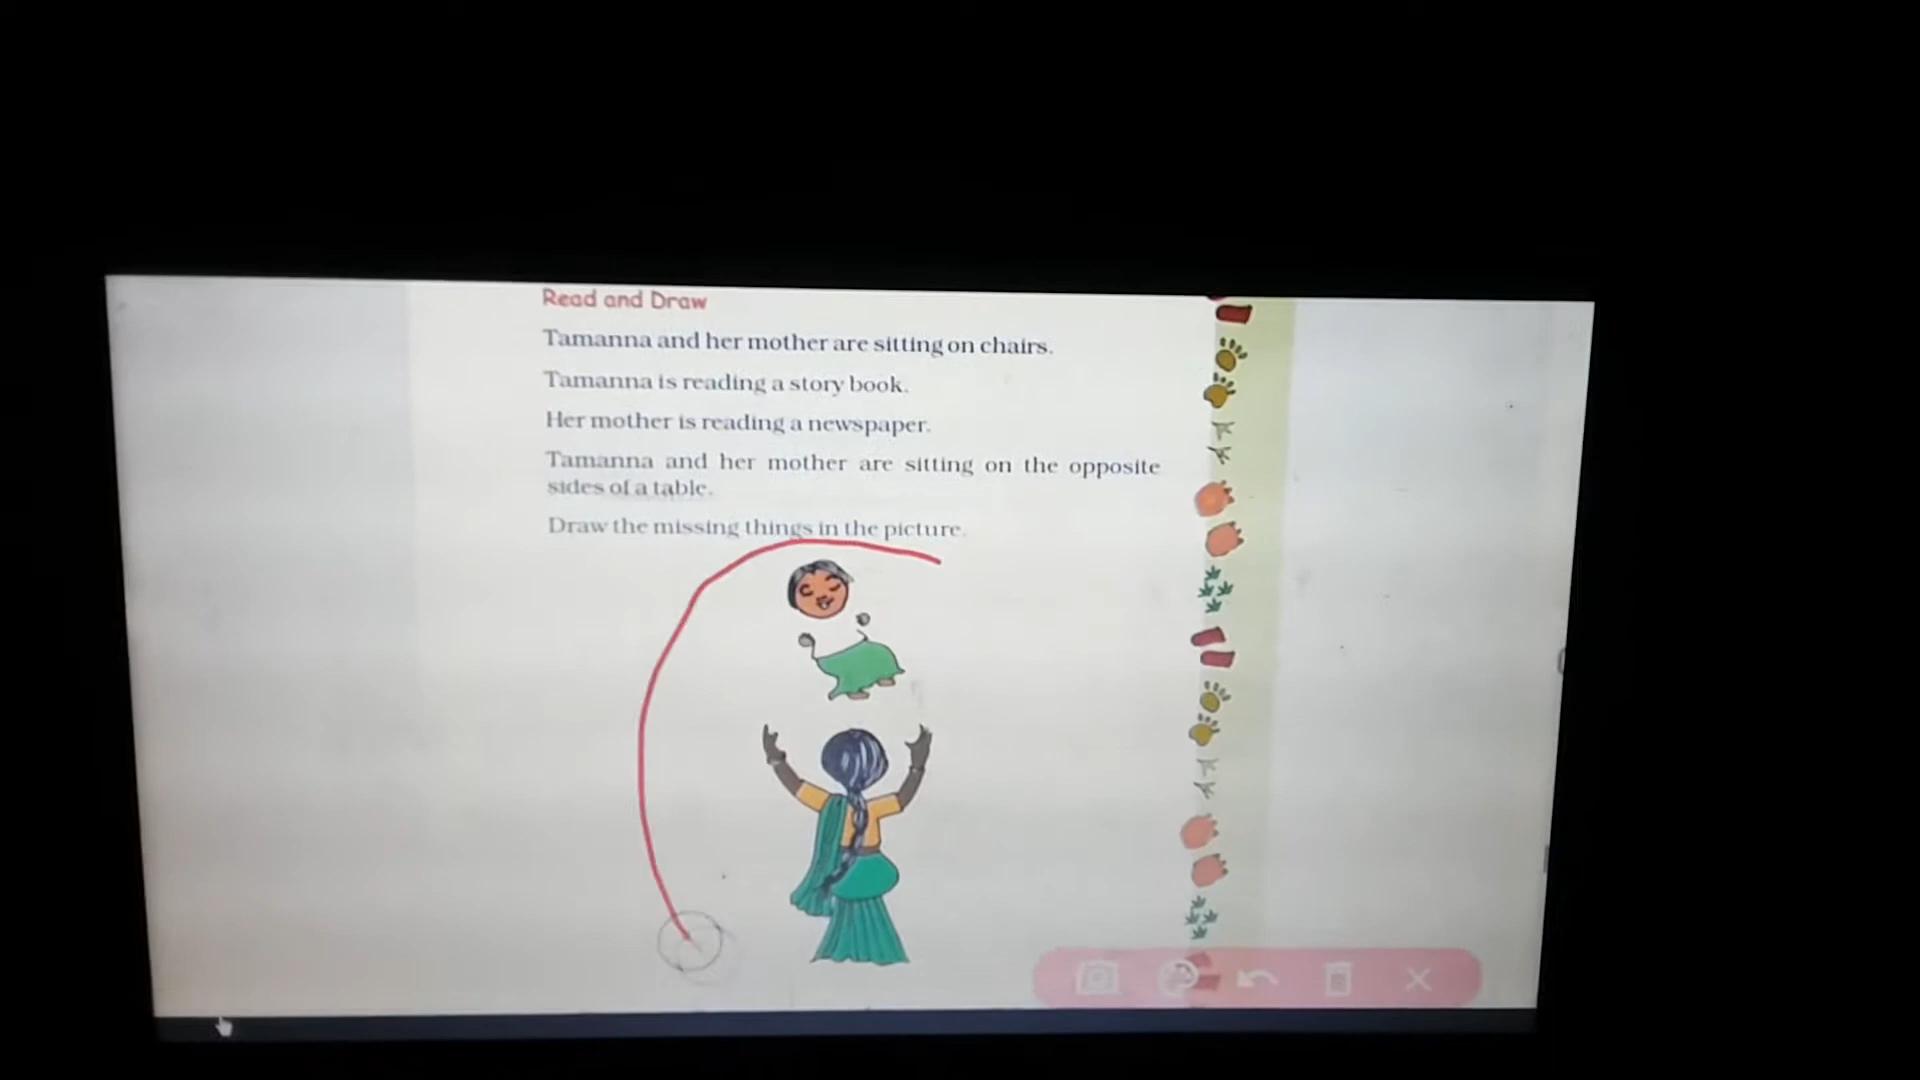 Read and Draw
Tamanna and her mother are sitting on chairs.
Tamanna is reading a story book.
Her mother is reading a newspaper.
Tamanna and her mother are sitting on the opposite
sides of a table.
Draw the missing things in the picture.